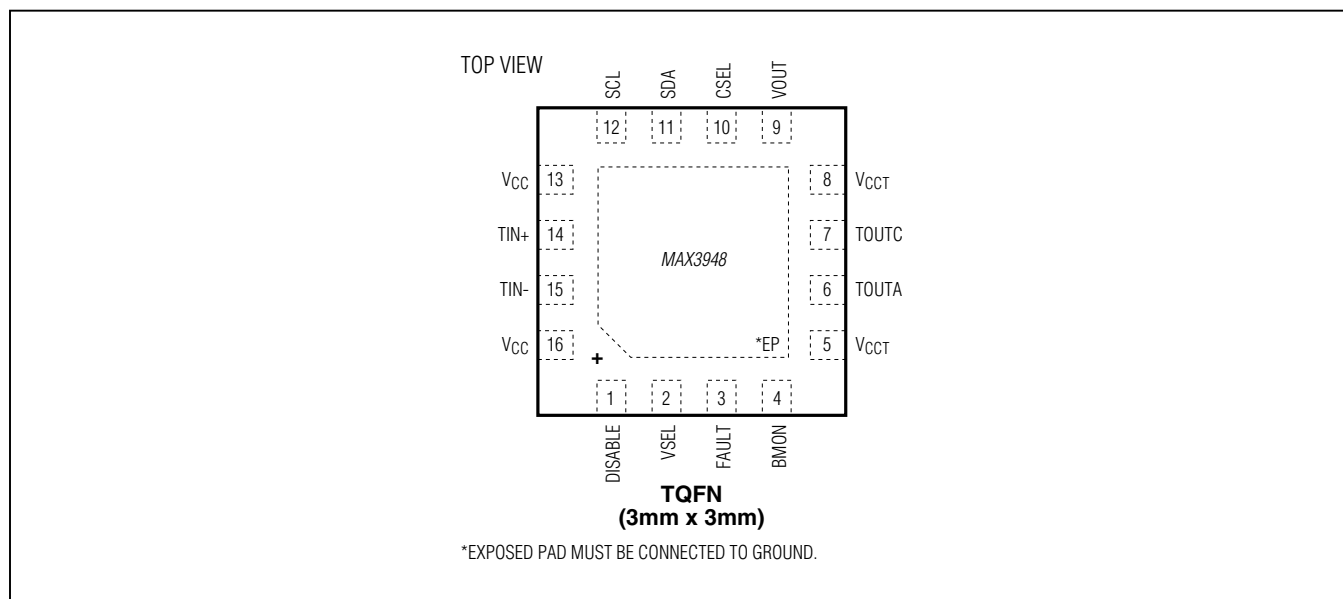 TOP VIEW
SCL
SDA
CSEL
VOUT
12
11
10
9
VCC
13
8
VCCT
TIN+
14
7
TOUTC
MAX3948
TIN-
15
6
TOUTA
VCC
16
*EP
5
VCCT
+
1
2
3
4
DISABLE
VSEL
FAULT
BMON
TQFN
(3mm x 3mm)
*EXPOSED PAD MUST BE CONNECTED TO GROUND.